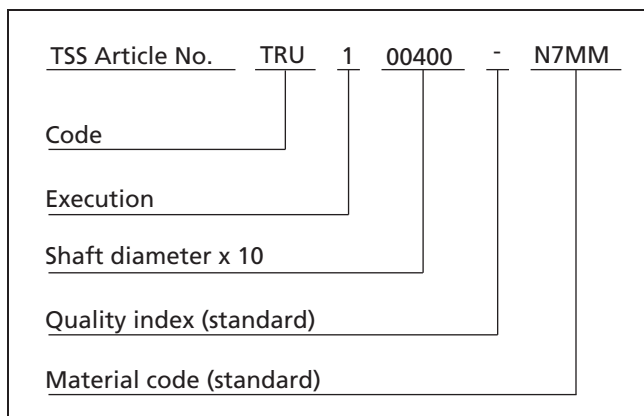 TSS Article No. TRU 1 00400 - N7MM
Code
Execution
Shaft diameter x 10
Quality index (standard)
Material code (standard)